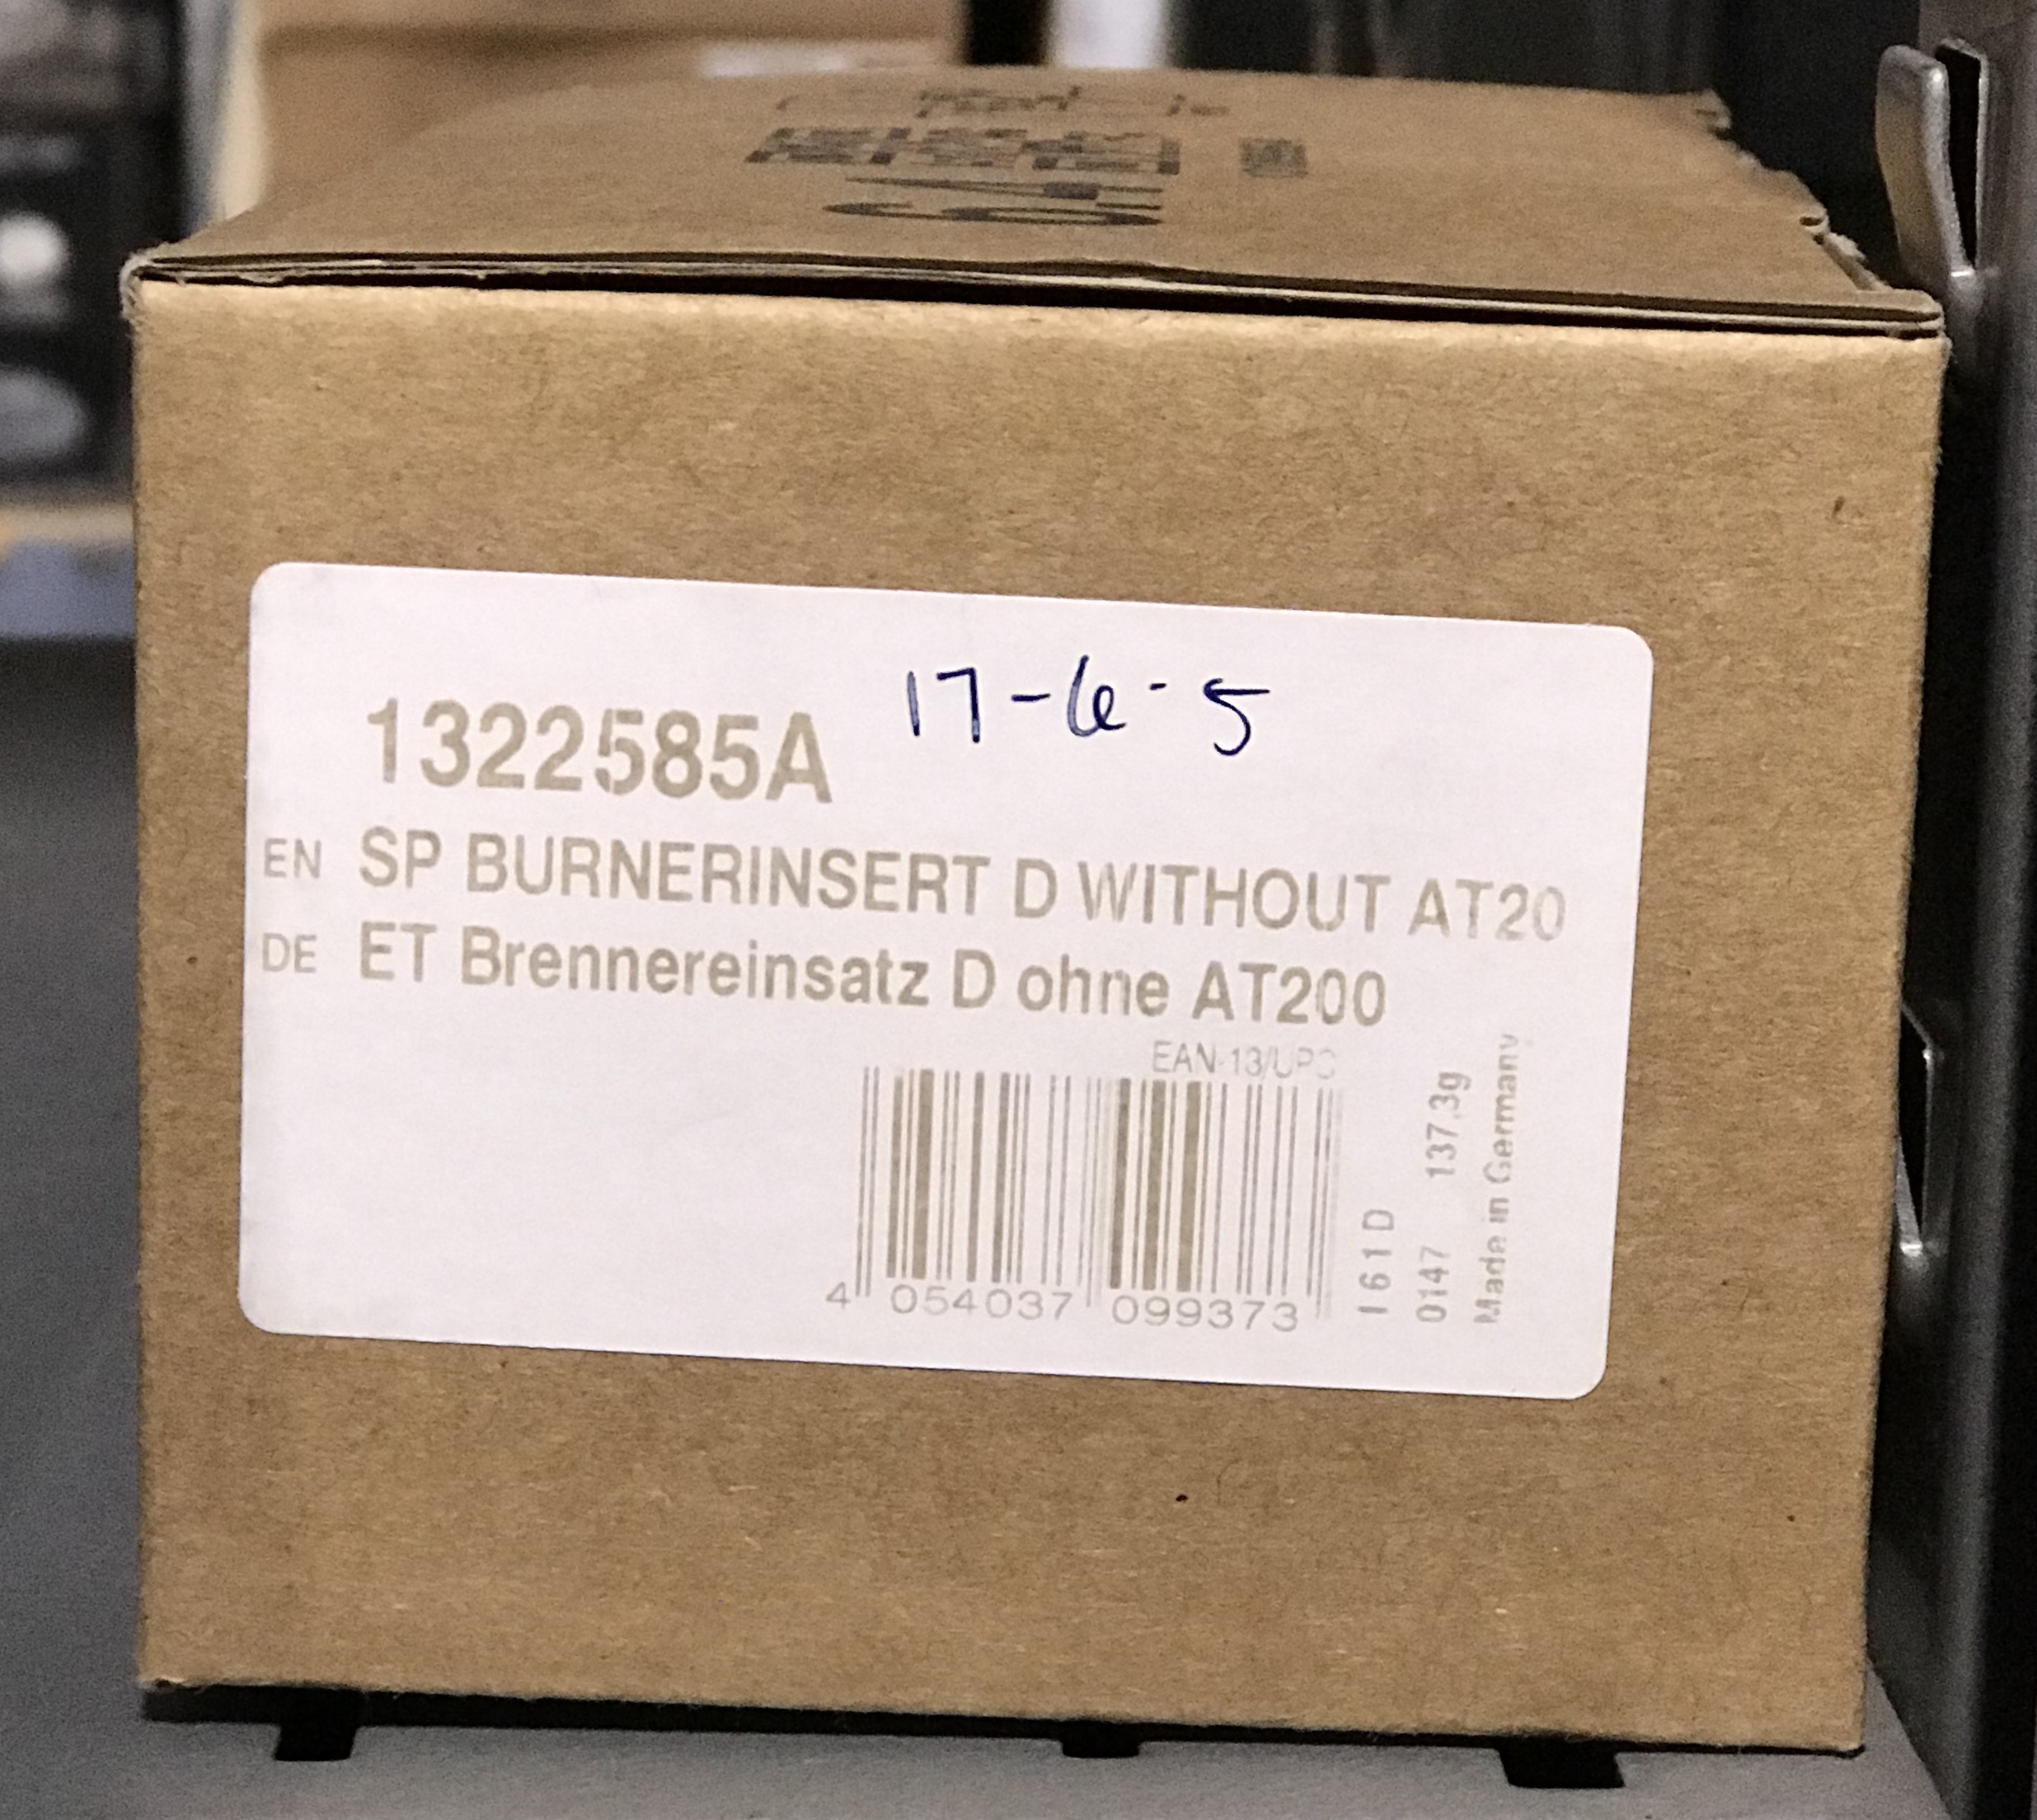 17-6-5
1322585A
EN SP BURNERINSERT D WITHOUT AT20
DE ET Brennereinsatz D ohne AT200
EAN-13/UPC
4 054037 099373
161D
0147 137,3g
Made in Germany